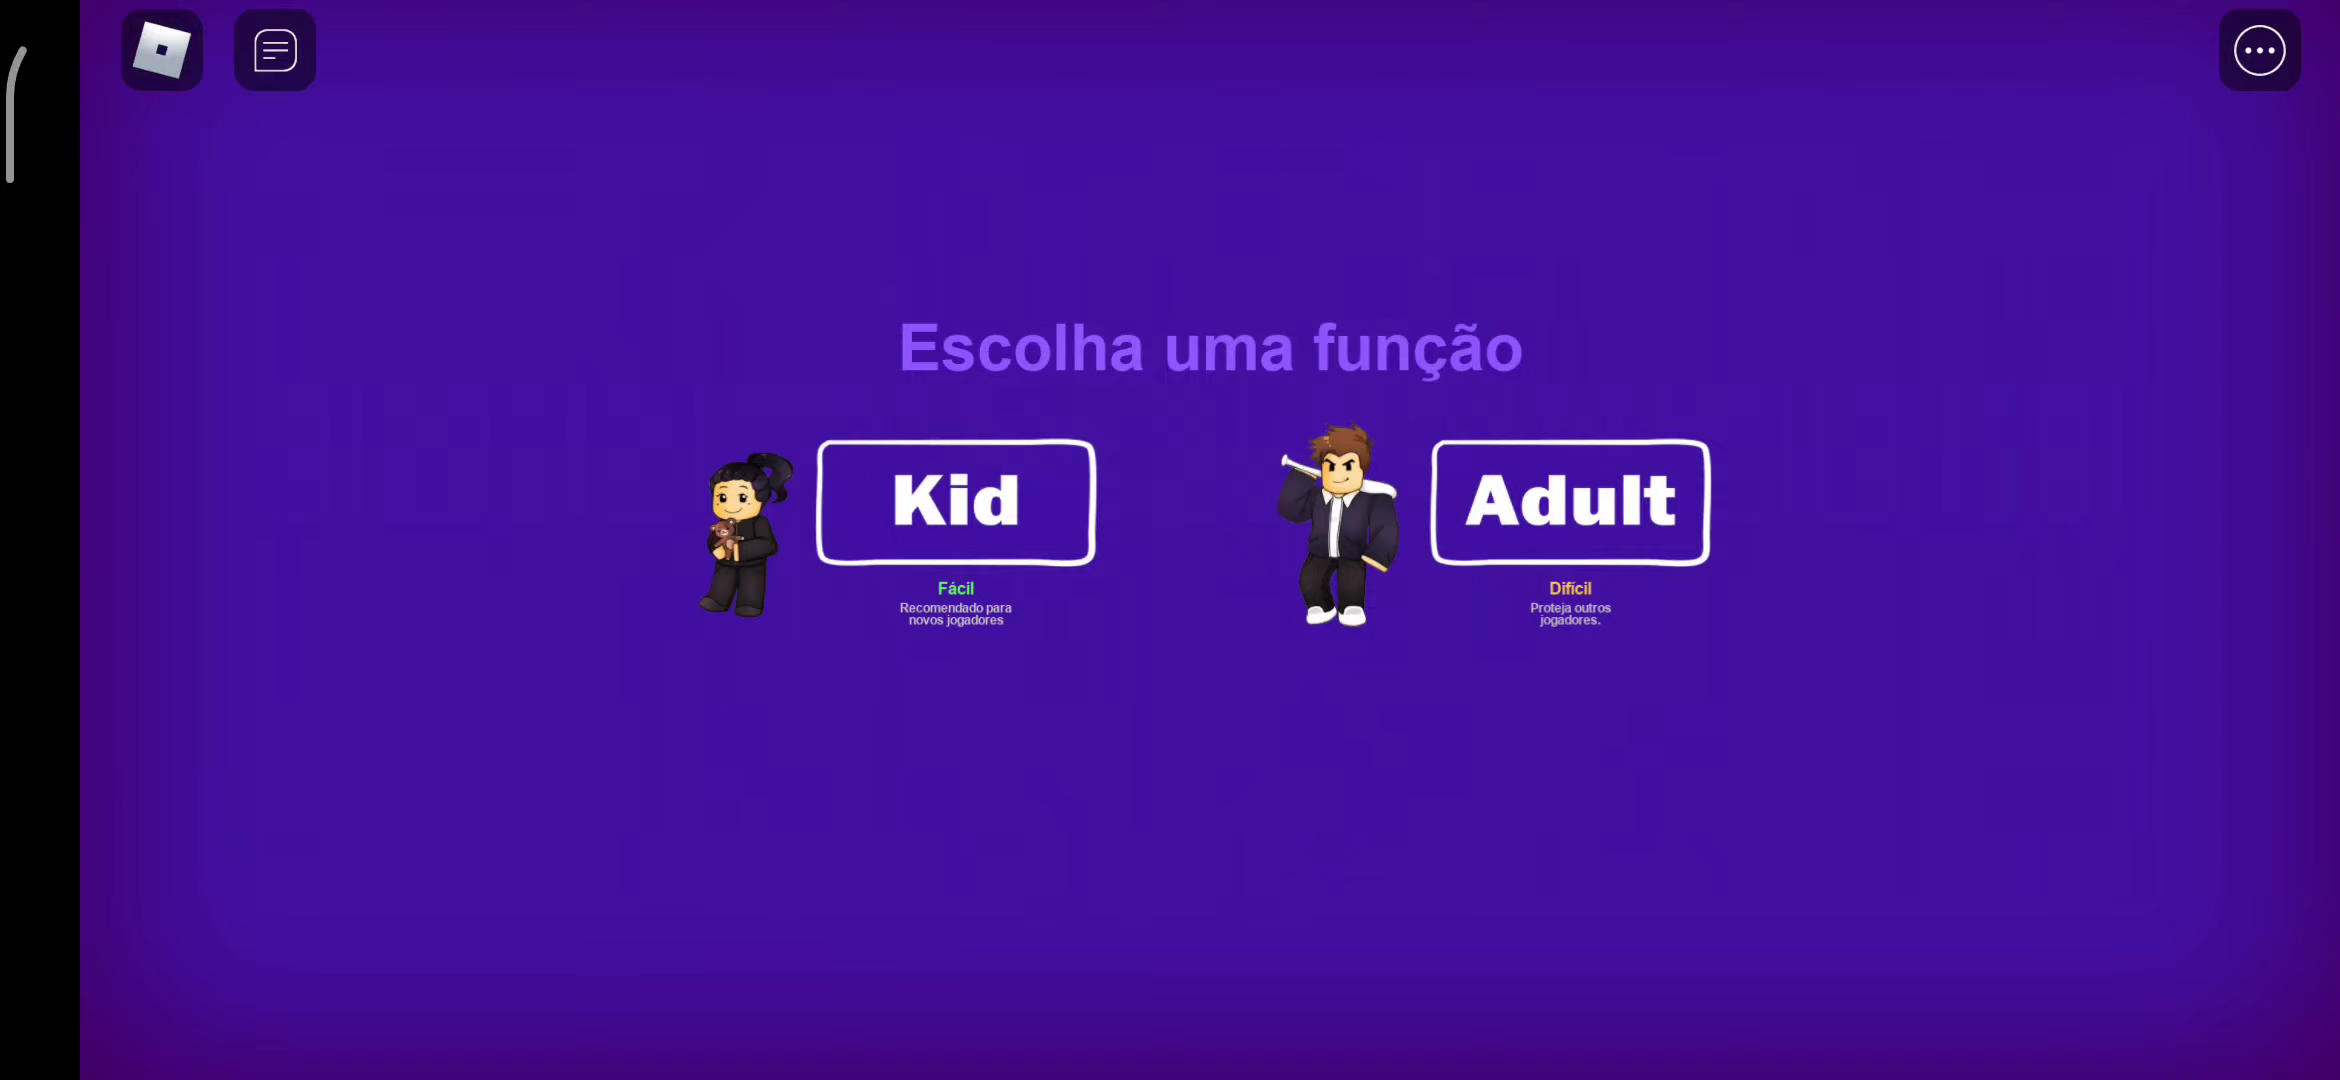 Escolha uma função
Kid
Adult
Fácil
Recomendado para
novos jogadores
Difícil
Proteja outros
jogadores.